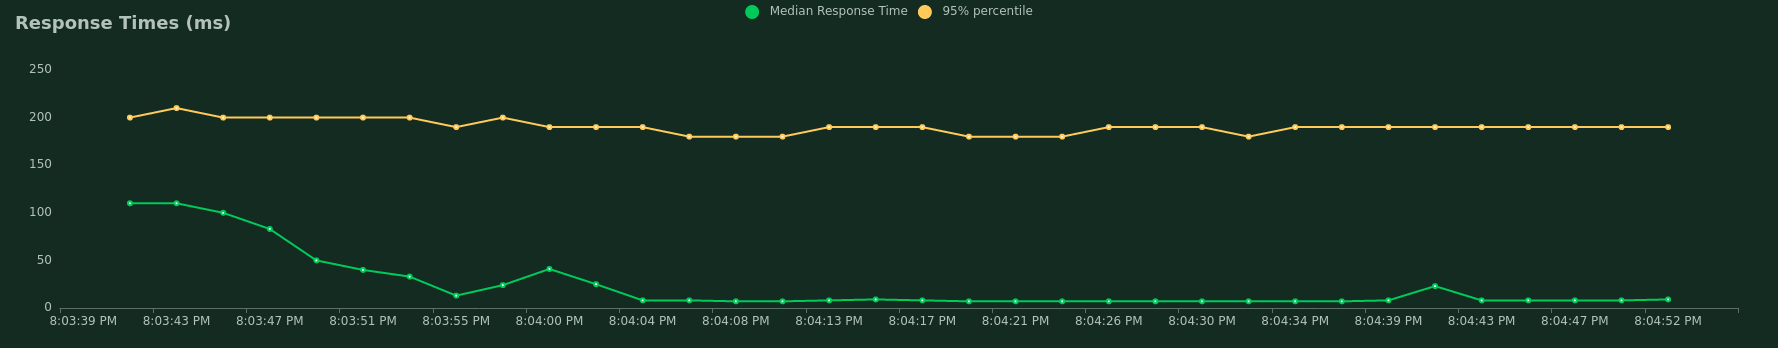 Response Times (ms)
Median Response Time
95% percentile
250
200
150
100
50
0
8:03:39 PM 8:03:43 PM 8:03:47 PM 8:03:51 PM 8:03:55 PM 8:04:00 PM 8:04:04 PM 8:04:08 PM 8:04:13 PM 8:04:17 PM 8:04:21 PM 8:04:26 PM 8:04:30 PM 8:04:34 PM 8:04:39 PM 8:04:43 PM 8:04:47 PM 8:04:52 PM